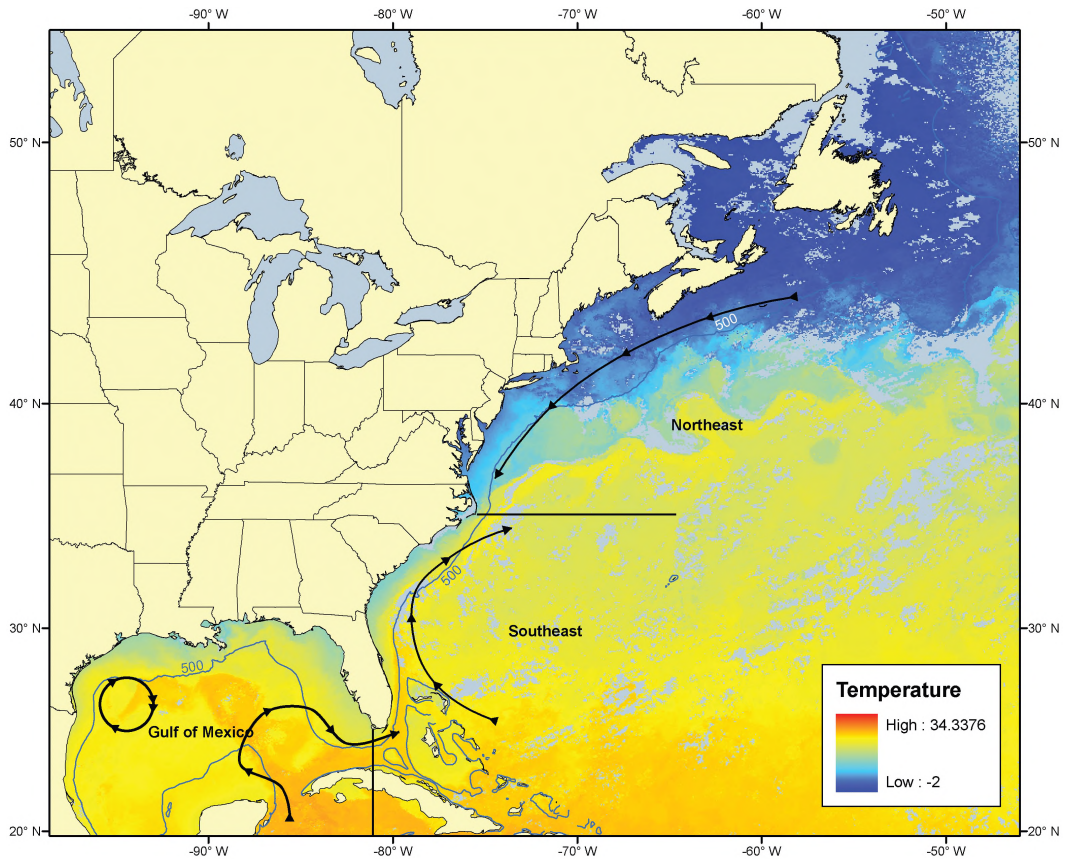 -90° W
-80° W
-70° W
-60° W
-50° W
50° N
50° N
500
40° N
40° N
Northeast
500
30° N
30° N
Southeast
500
Temperature
High : 34.3376
Low : -2
Gulf of Mexico
20° N
20° N
-90° W
-80° W
-70° W
-60° W
-50° W